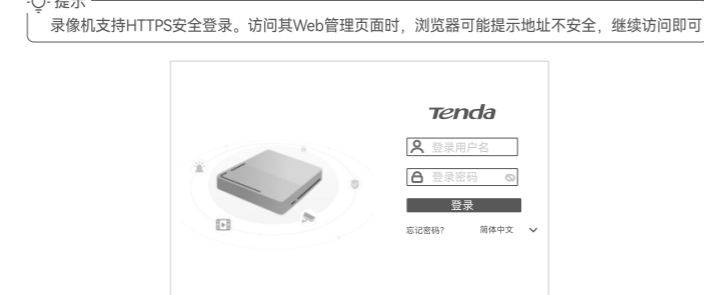 提示
录像机支持HTTPS安全登录。访问其Web管理页面时，浏览器可能提示地址不安全，继续访问即可
Tenda
登录用户名
登录密码
登录
忘记密码? 简体中文